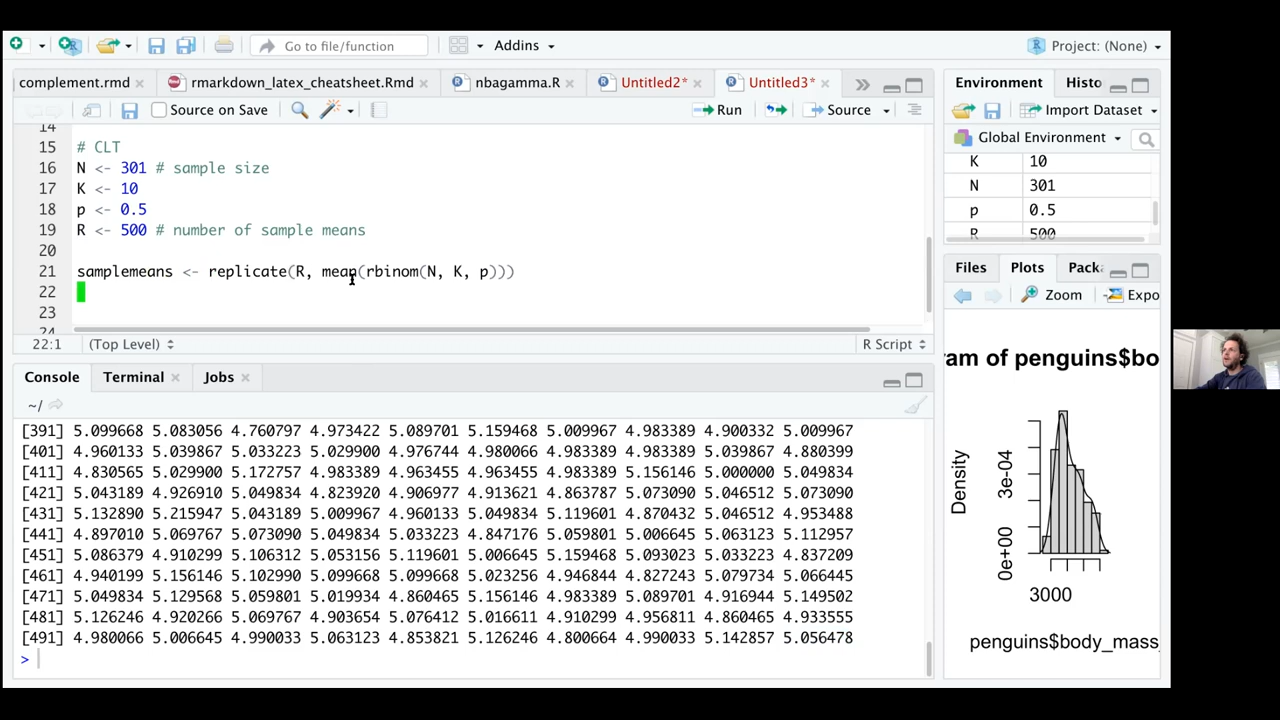 Go to file/function
Addins
Project: (None)
complement.rmd
rmarkdown_latex_cheatsheet.Rmd
nbagamma.R
Untitled2*
Untitled3*
Source on Save
Run
Source
14
15 # CLT
16 N <- 301 # sample size
17 K <- 10
18 p <- 0.5
19 R <- 500 # number of sample means
20
21 samplemeans <- replicate(R, mean(rbinom(N, K, p)))
22
23
24
22:1
(Top Level)
R Script
Console
Terminal
Jobs
~/
[391] 5.099668 5.083056 4.760797 4.973422 5.089701 5.159468 5.009967 4.983389 4.900332 5.009967
[401] 4.960133 5.039867 5.033223 5.029900 4.976744 4.980066 4.983389 4.983389 5.039867 4.880399
[411] 4.830565 5.029900 5.172757 4.983389 4.963455 4.963455 4.983389 5.156146 5.000000 5.049834
[421] 5.043189 4.926910 5.049834 4.823920 4.906977 4.913621 4.863787 5.073090 5.046512 5.073090
[431] 5.132890 5.215947 5.043189 5.009967 4.960133 5.049834 5.119601 4.870432 5.046512 4.953488
[441] 4.897010 5.069767 5.073090 5.049834 5.033223 4.847176 5.059801 5.006645 5.063123 5.112957
[451] 5.086379 4.910299 5.106312 5.053156 5.119601 5.006645 5.159468 5.093023 5.033223 4.837209
[461] 4.940199 5.156146 5.102990 5.099668 5.099668 5.023256 4.946844 4.827243 5.079734 5.066445
[471] 5.049834 5.129568 5.059801 5.019934 4.860465 5.156146 4.983389 5.089701 4.916944 5.149502
[481] 5.126246 4.920266 5.069767 4.903654 5.076412 5.016611 4.910299 4.956811 4.860465 4.933555
[491] 4.980066 5.006645 4.990033 5.063123 4.853821 5.126246 4.800664 4.990033 5.142857 5.056478
>
Environment
Histo
Import Dataset
Global Environment
K 10
N 301
p 0.5
R 500
Files
Plots
Packa
Zoom
Expo
ram of penguins$bo
Density
0e+00
3e-04
3000
penguins$body_mass_